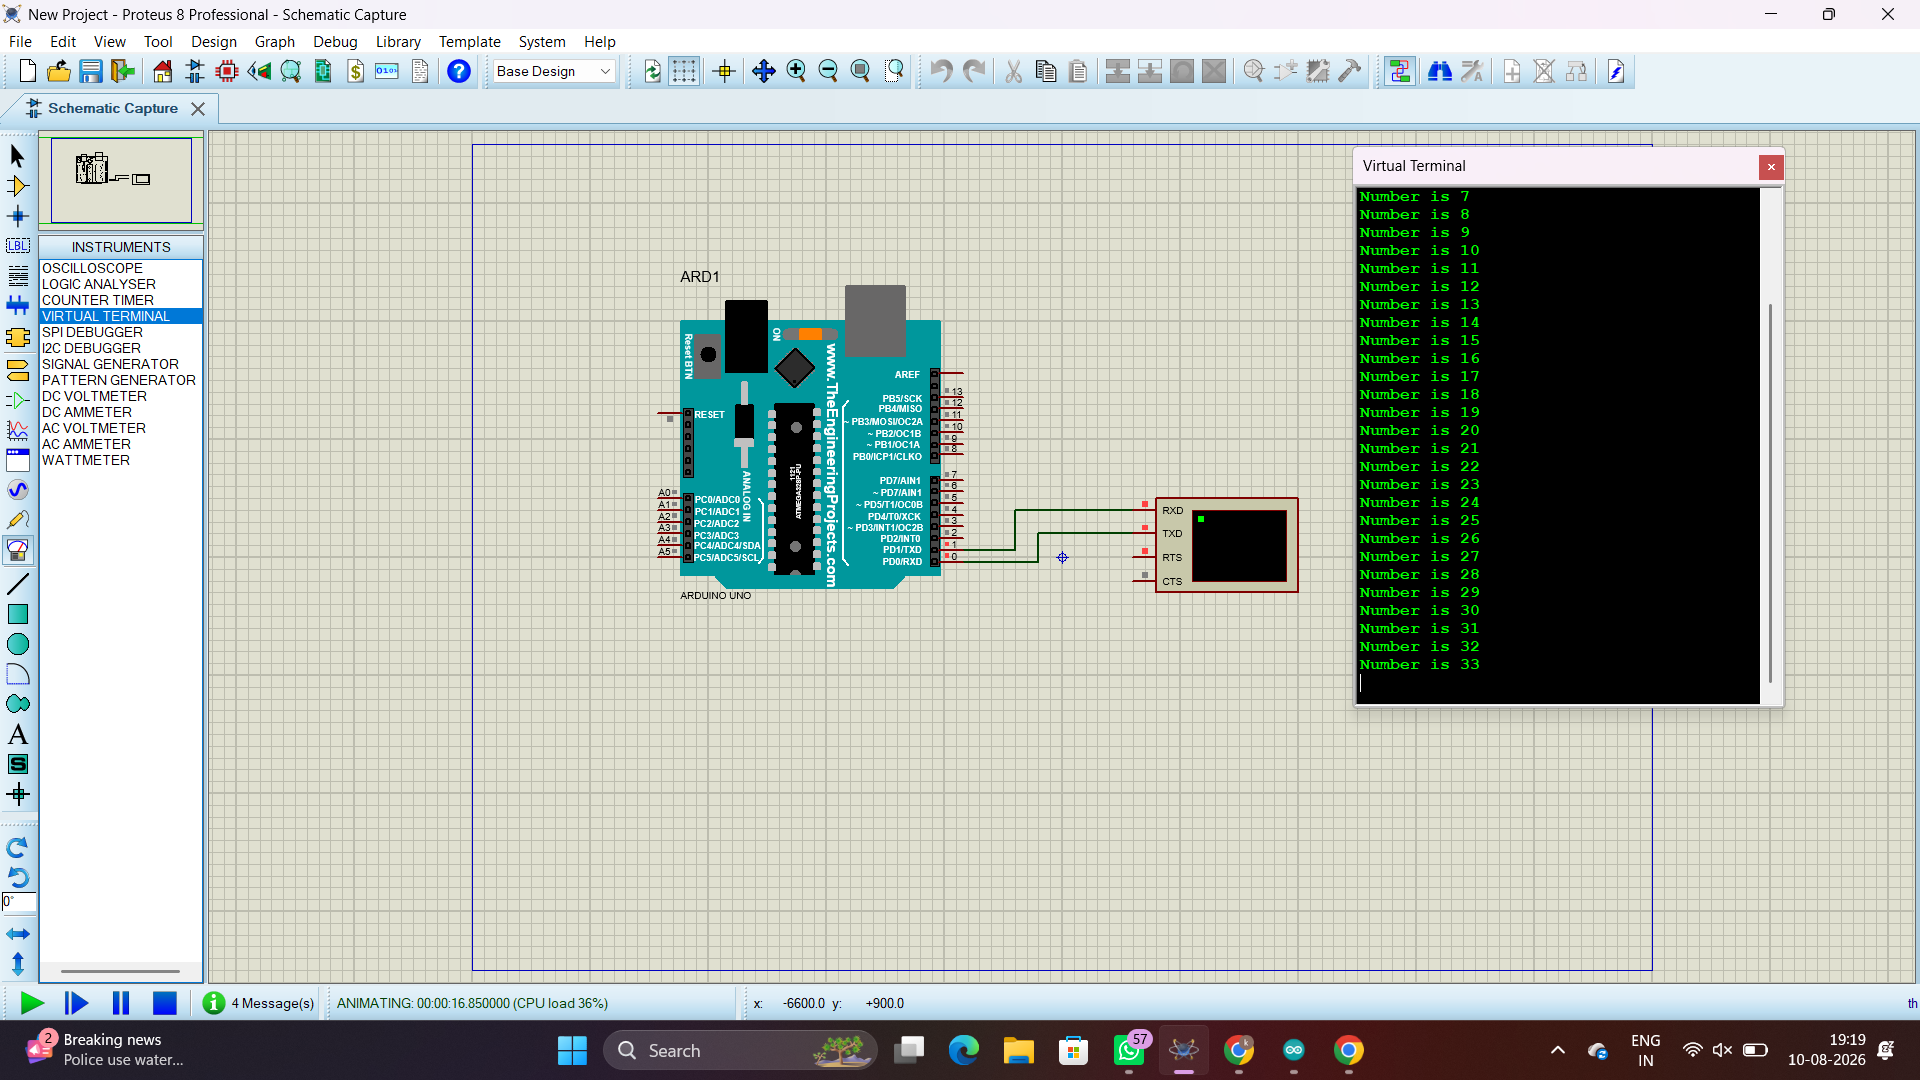 New Project - Proteus 8 Professional - Schematic Capture
File Edit View Tool Design Graph Debug Library Template System Help
Base Design
Schematic Capture
INSTRUMENTS
OSCILLOSCOPE
LOGIC ANALYSER
COUNTER TIMER
VIRTUAL TERMINAL
SPI DEBUGGER
I2C DEBUGGER
SIGNAL GENERATOR
PATTERN GENERATOR
DC VOLTMETER
DC AMMETER
AC VOLTMETER
AC AMMETER
WATTMETER
LBL
A
S
0°
ARD1
Reset BTN
ON
www.TheEngineeringProjects.com
ANALOG IN
1121
ATMEGA328P-PU
RESET
A0 PC0/ADC0
A1 PC1/ADC1
A2 PC2/ADC2
A3 PC3/ADC3
A4 PC4/ADC4/SDA
A5 PC5/ADC5/SCL
AREF
PB5/SCK 13
PB4/MISO 12
~ PB3/MOSI/OC2A 11
~ PB2/OC1B 10
~ PB1/OC1A 9
PB0/ICP1/CLKO 8
PD7/AIN1 7
~ PD7/AIN1 6
~ PD5/T1/OC0B 5
PD4/T0/XCK 4
~ PD3/INT1/OC2B 3
PD2/INT0 2
PD1/TXD 1
PD0/RXD 0
ARDUINO UNO
RXD
TXD
RTS
CTS
Virtual Terminal
Number is 7
Number is 8
Number is 9
Number is 10
Number is 11
Number is 12
Number is 13
Number is 14
Number is 15
Number is 16
Number is 17
Number is 18
Number is 19
Number is 20
Number is 21
Number is 22
Number is 23
Number is 24
Number is 25
Number is 26
Number is 27
Number is 28
Number is 29
Number is 30
Number is 31
Number is 32
Number is 33
4 Message(s) ANIMATING: 00:00:16.850000 (CPU load 36%) x: -6600.0 y: +900.0 th
2 Breaking news
Police use water...
Search
57
ENG
IN
19:19
10-08-2026